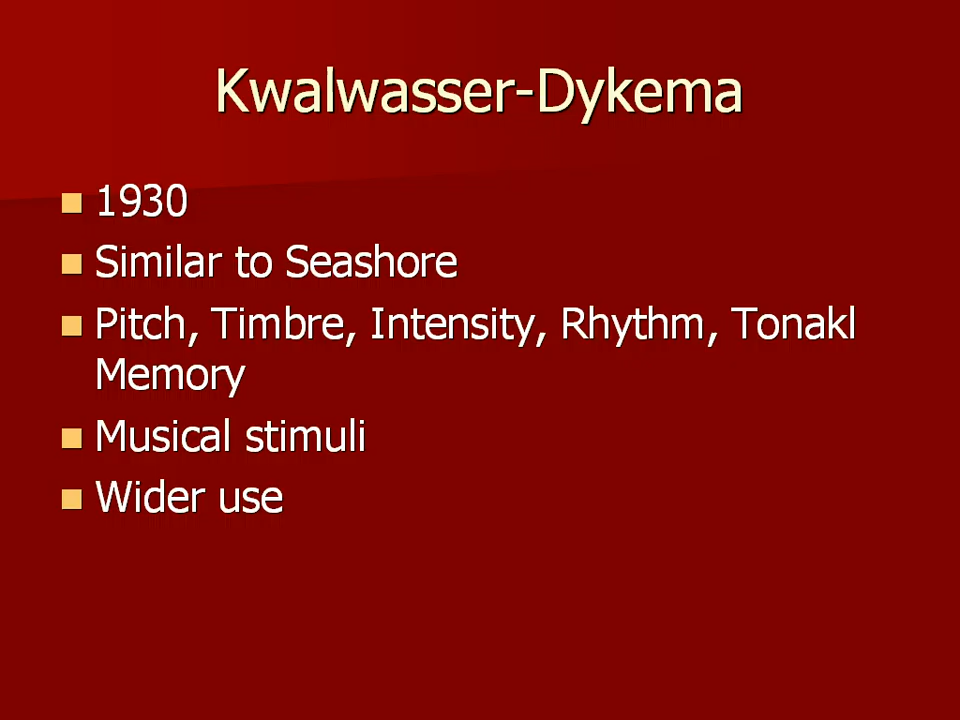 Kwalwasser-Dykema
1930
Similar to Seashore
Pitch, Timbre, Intensity, Rhythm, Tonakl
Memory
Musical stimuli
Wider use